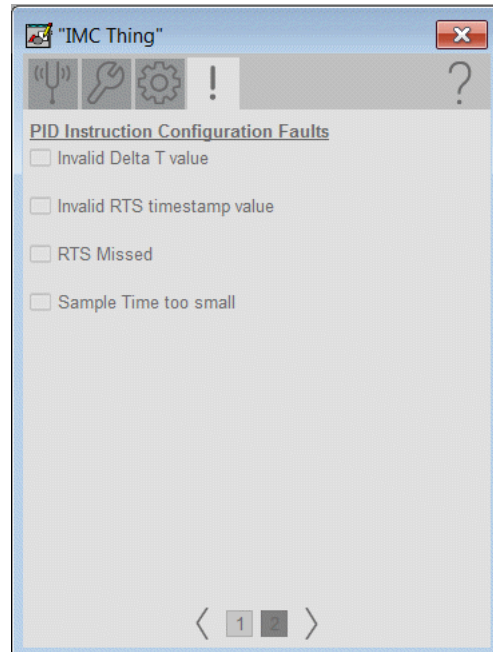 "IMC Thing"
! ?
PID Instruction Configuration Faults
Invalid Delta T value
Invalid RTS timestamp value
RTS Missed
Sample Time too small
1 2